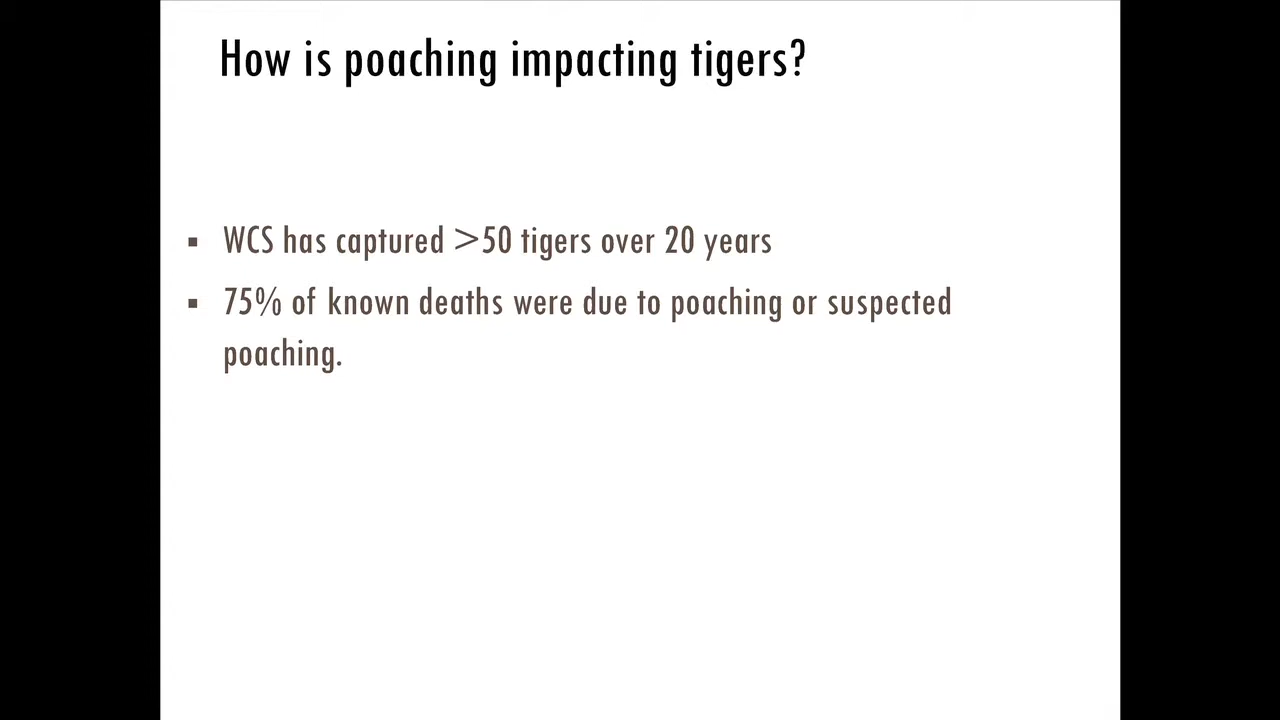 How is poaching impacting tigers?
▪ WCS has captured >50 tigers over 20 years
▪ 75% of known deaths were due to poaching or suspected
poaching.